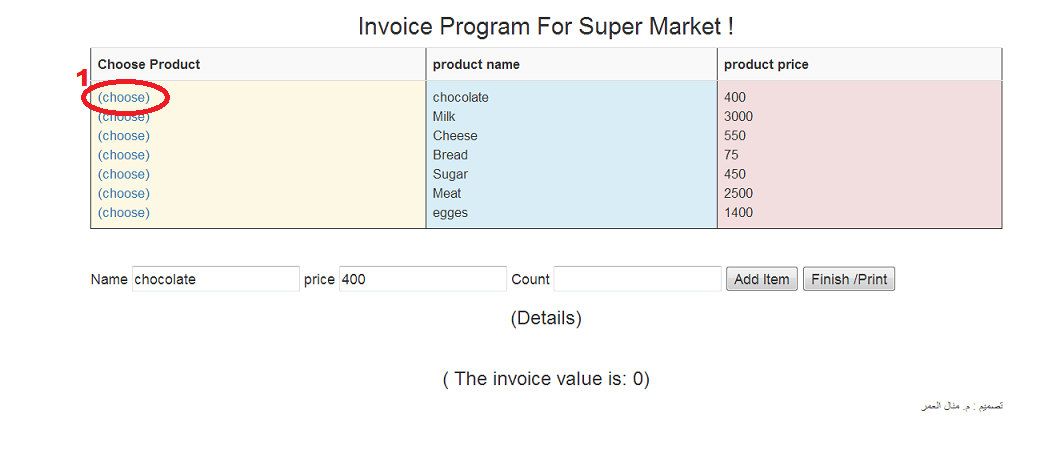 Invoice Program For Super Market !
Choose Product product name product price
1
(choose) chocolate 400
(choose) Milk 3000
(choose) Cheese 550
(choose) Bread 75
(choose) Sugar 450
(choose) Meat 2500
(choose) egges 1400
Name chocolate price 400 Count Add Item Finish /Print
(Details)
( The invoice value is: 0)
تصميم : م. منال العمر